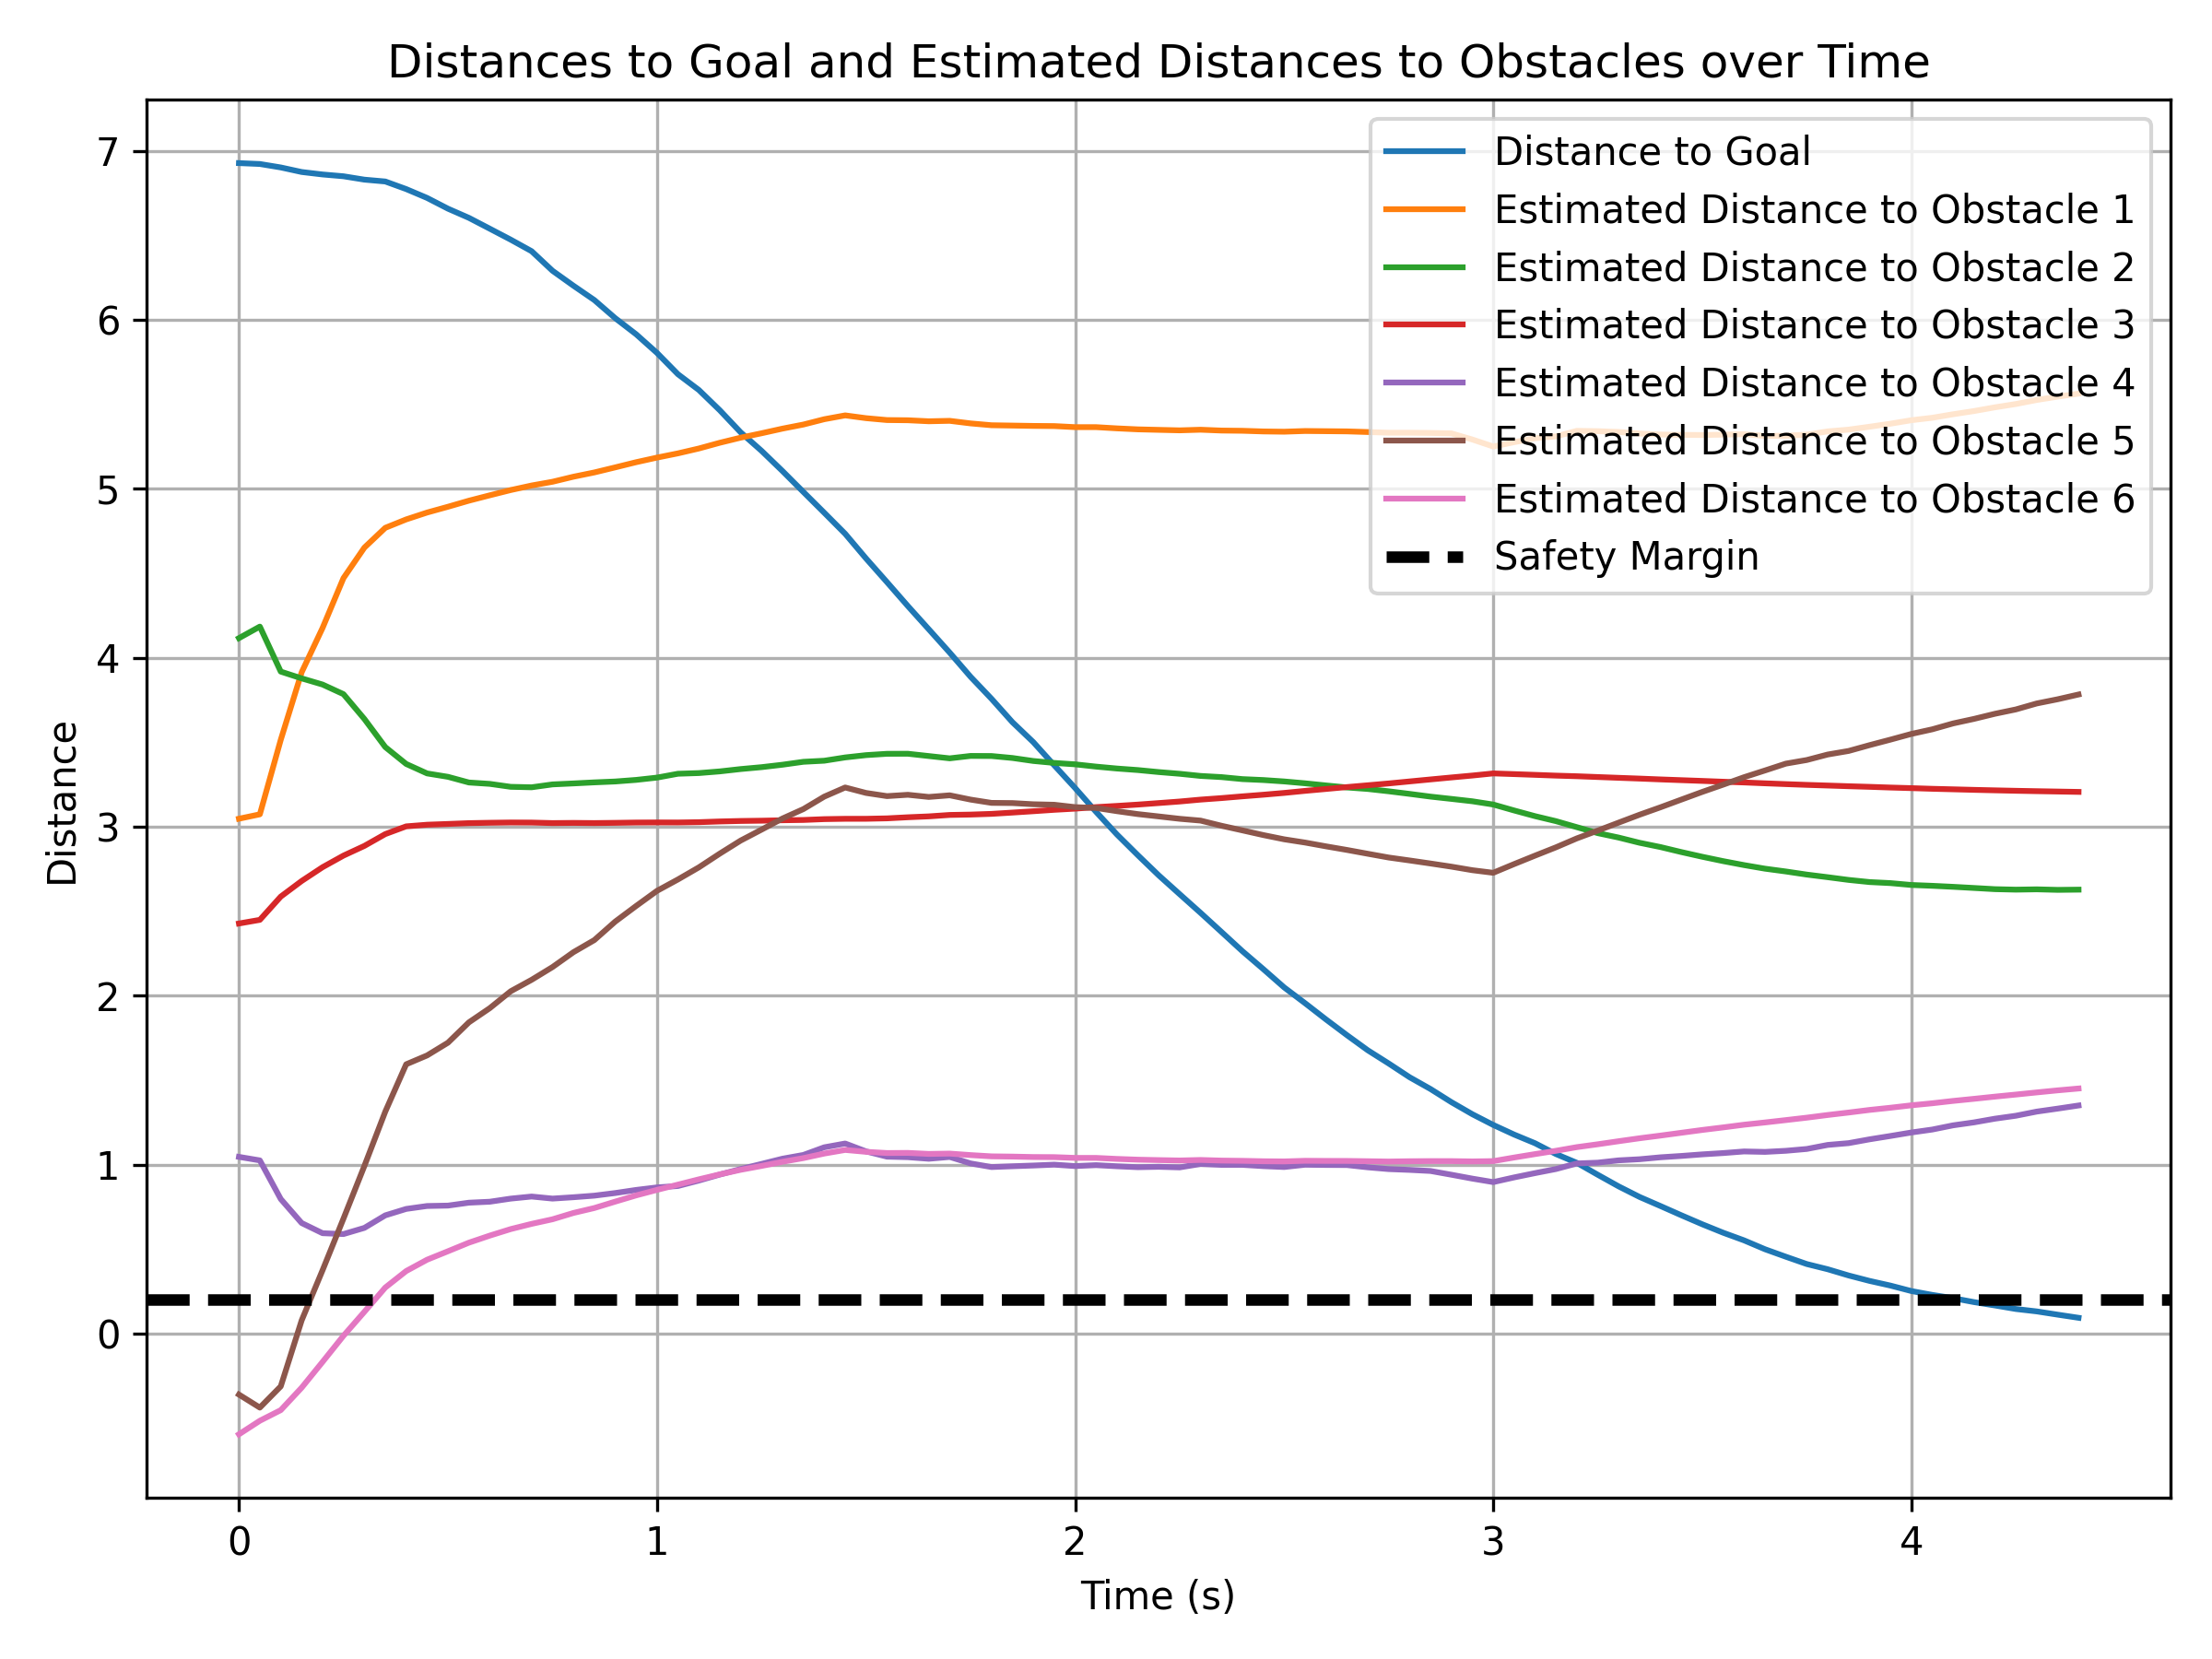 Distances to Goal and Estimated Distances to Obstacles over Time
7
6
5
4
3
2
1
0
Distance
Distance to Goal
Estimated Distance to Obstacle 1
Estimated Distance to Obstacle 2
Estimated Distance to Obstacle 3
Estimated Distance to Obstacle 4
Estimated Distance to Obstacle 5
Estimated Distance to Obstacle 6
Safety Margin
0 1 2 3 4
Time (s)